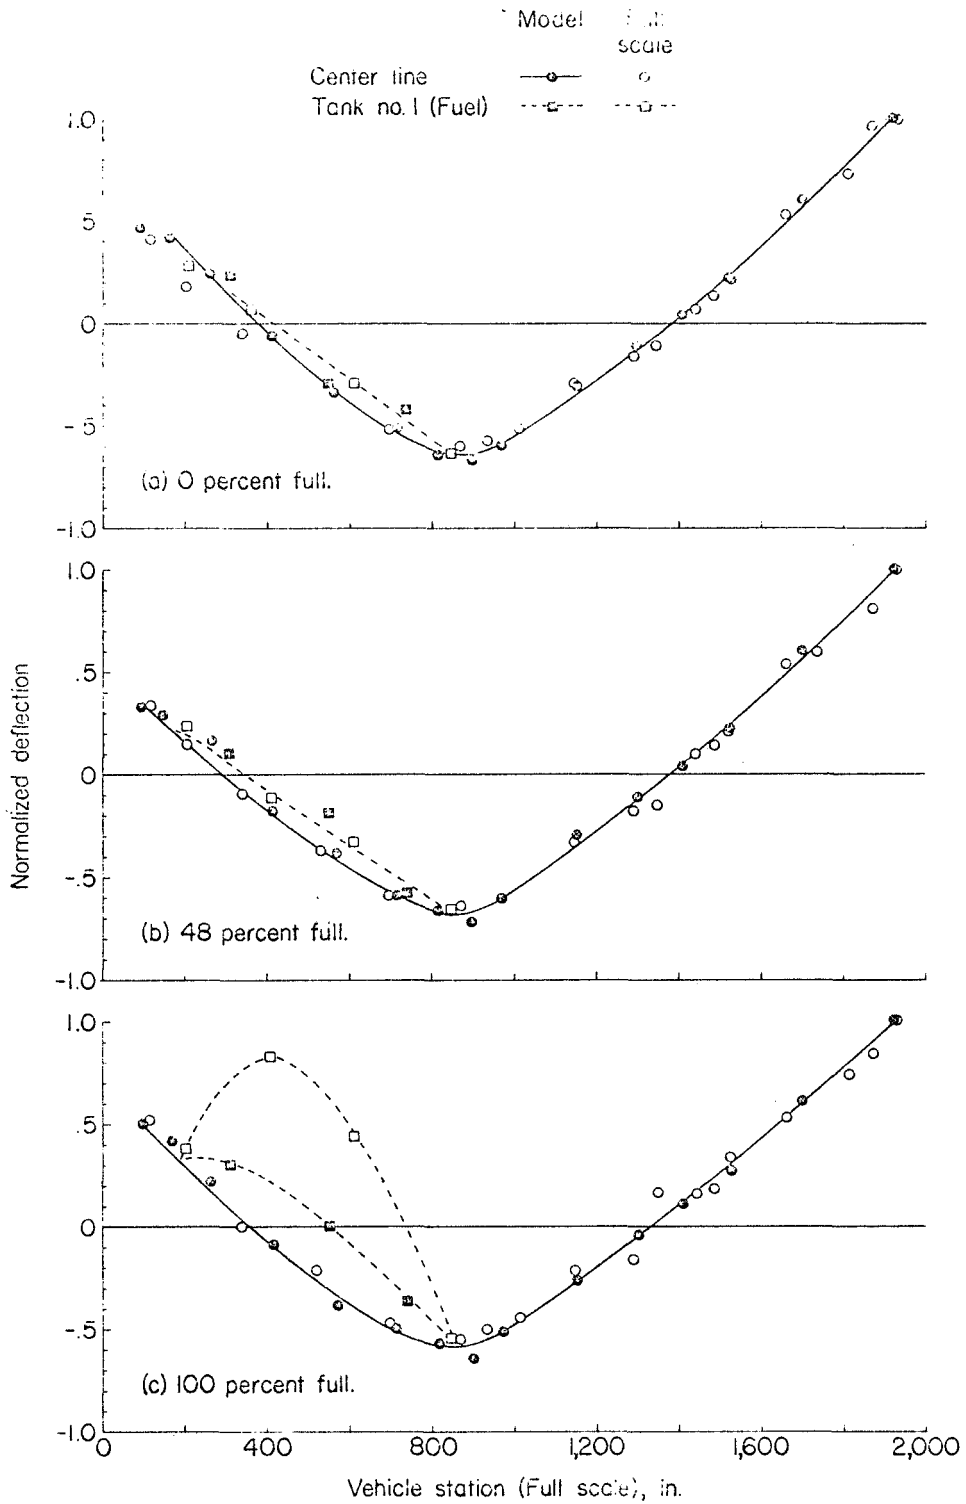 Model
scale
Center line
Tank no. 1 (Fuel)
1.0
.5
0
-.5
-1.0
(a) 0 percent full.
1.0
.5
0
-.5
-1.0
(b) 48 percent full.
Normalized deflection
1.0
.5
0
-.5
-1.0
(c) 100 percent full.
0 400 800 1,200 1,600 2,000
Vehicle station (Full scale), in.